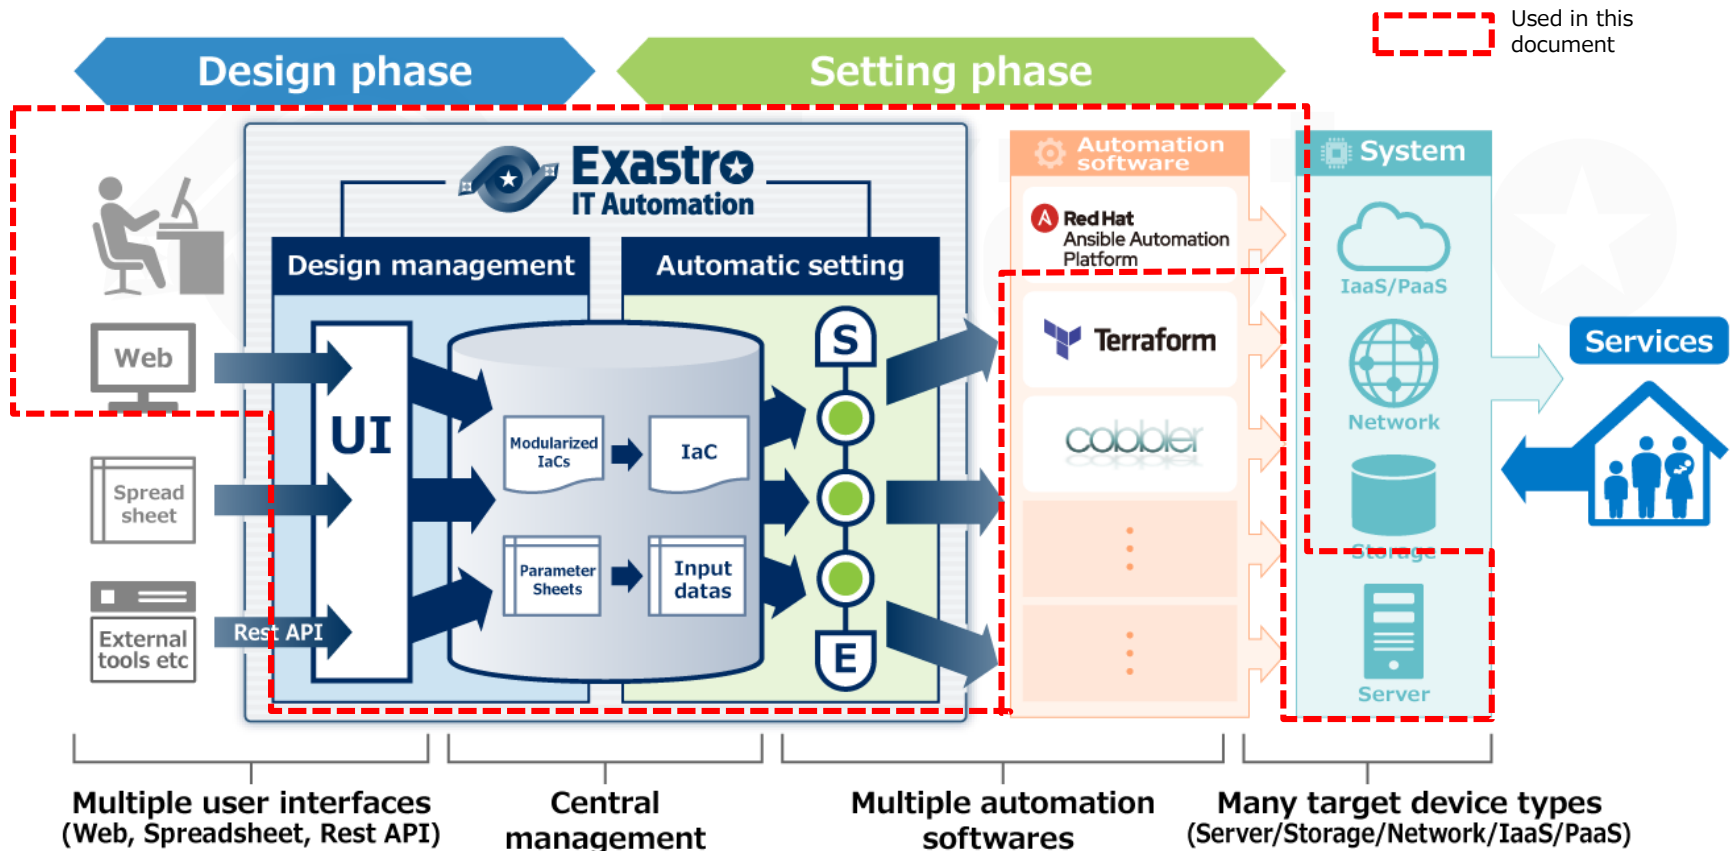 Used in this
document
Design phase
Setting phase
Exastro
IT Automation
Automation
software
System
Design management
Automatic setting
Red Hat
Ansible Automation
Platform
IaaS/PaaS
Web
UI
S
Terraform
Network
Services
Modularized
IaCs
IaC
cobbler
Spread
sheet
Storage
Parameter
Sheets
Input
datas
External
tools etc
Rest API
E
Server
Multiple user interfaces
(Web, Spreadsheet, Rest API)
Central
management
Multiple automation
softwares
Many target device types
(Server/Storage/Network/IaaS/PaaS)